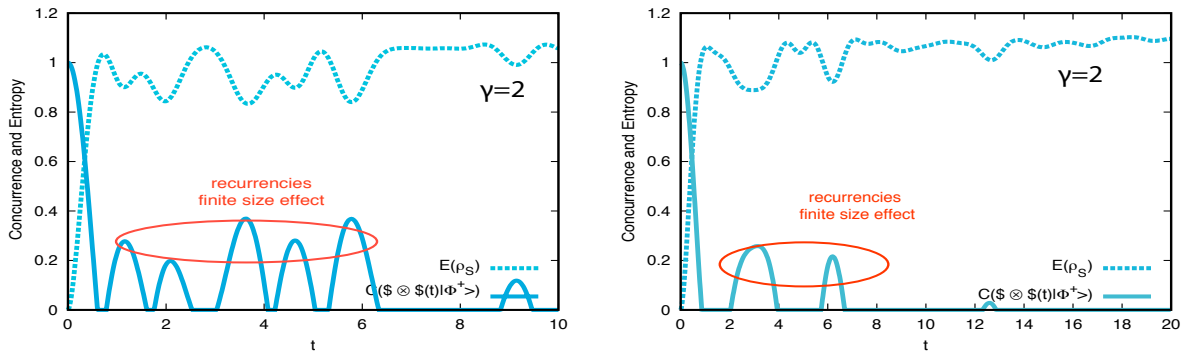 1.2
1
0.8
0.6
0.4
0.2
0
Concurrence and Entropy
γ=2
recurrencies
finite size effect
E(ρS)
C($ ⊗ $(t)|Φ+>)
0 2 4 6 8 10
t
1.2
1
0.8
0.6
0.4
0.2
0
Concurrence and Entropy
γ=2
recurrencies
finite size effect
E(ρS)
C($ ⊗ $(t)|Φ+>)
0 2 4 6 8 10 12 14 16 18 20
t